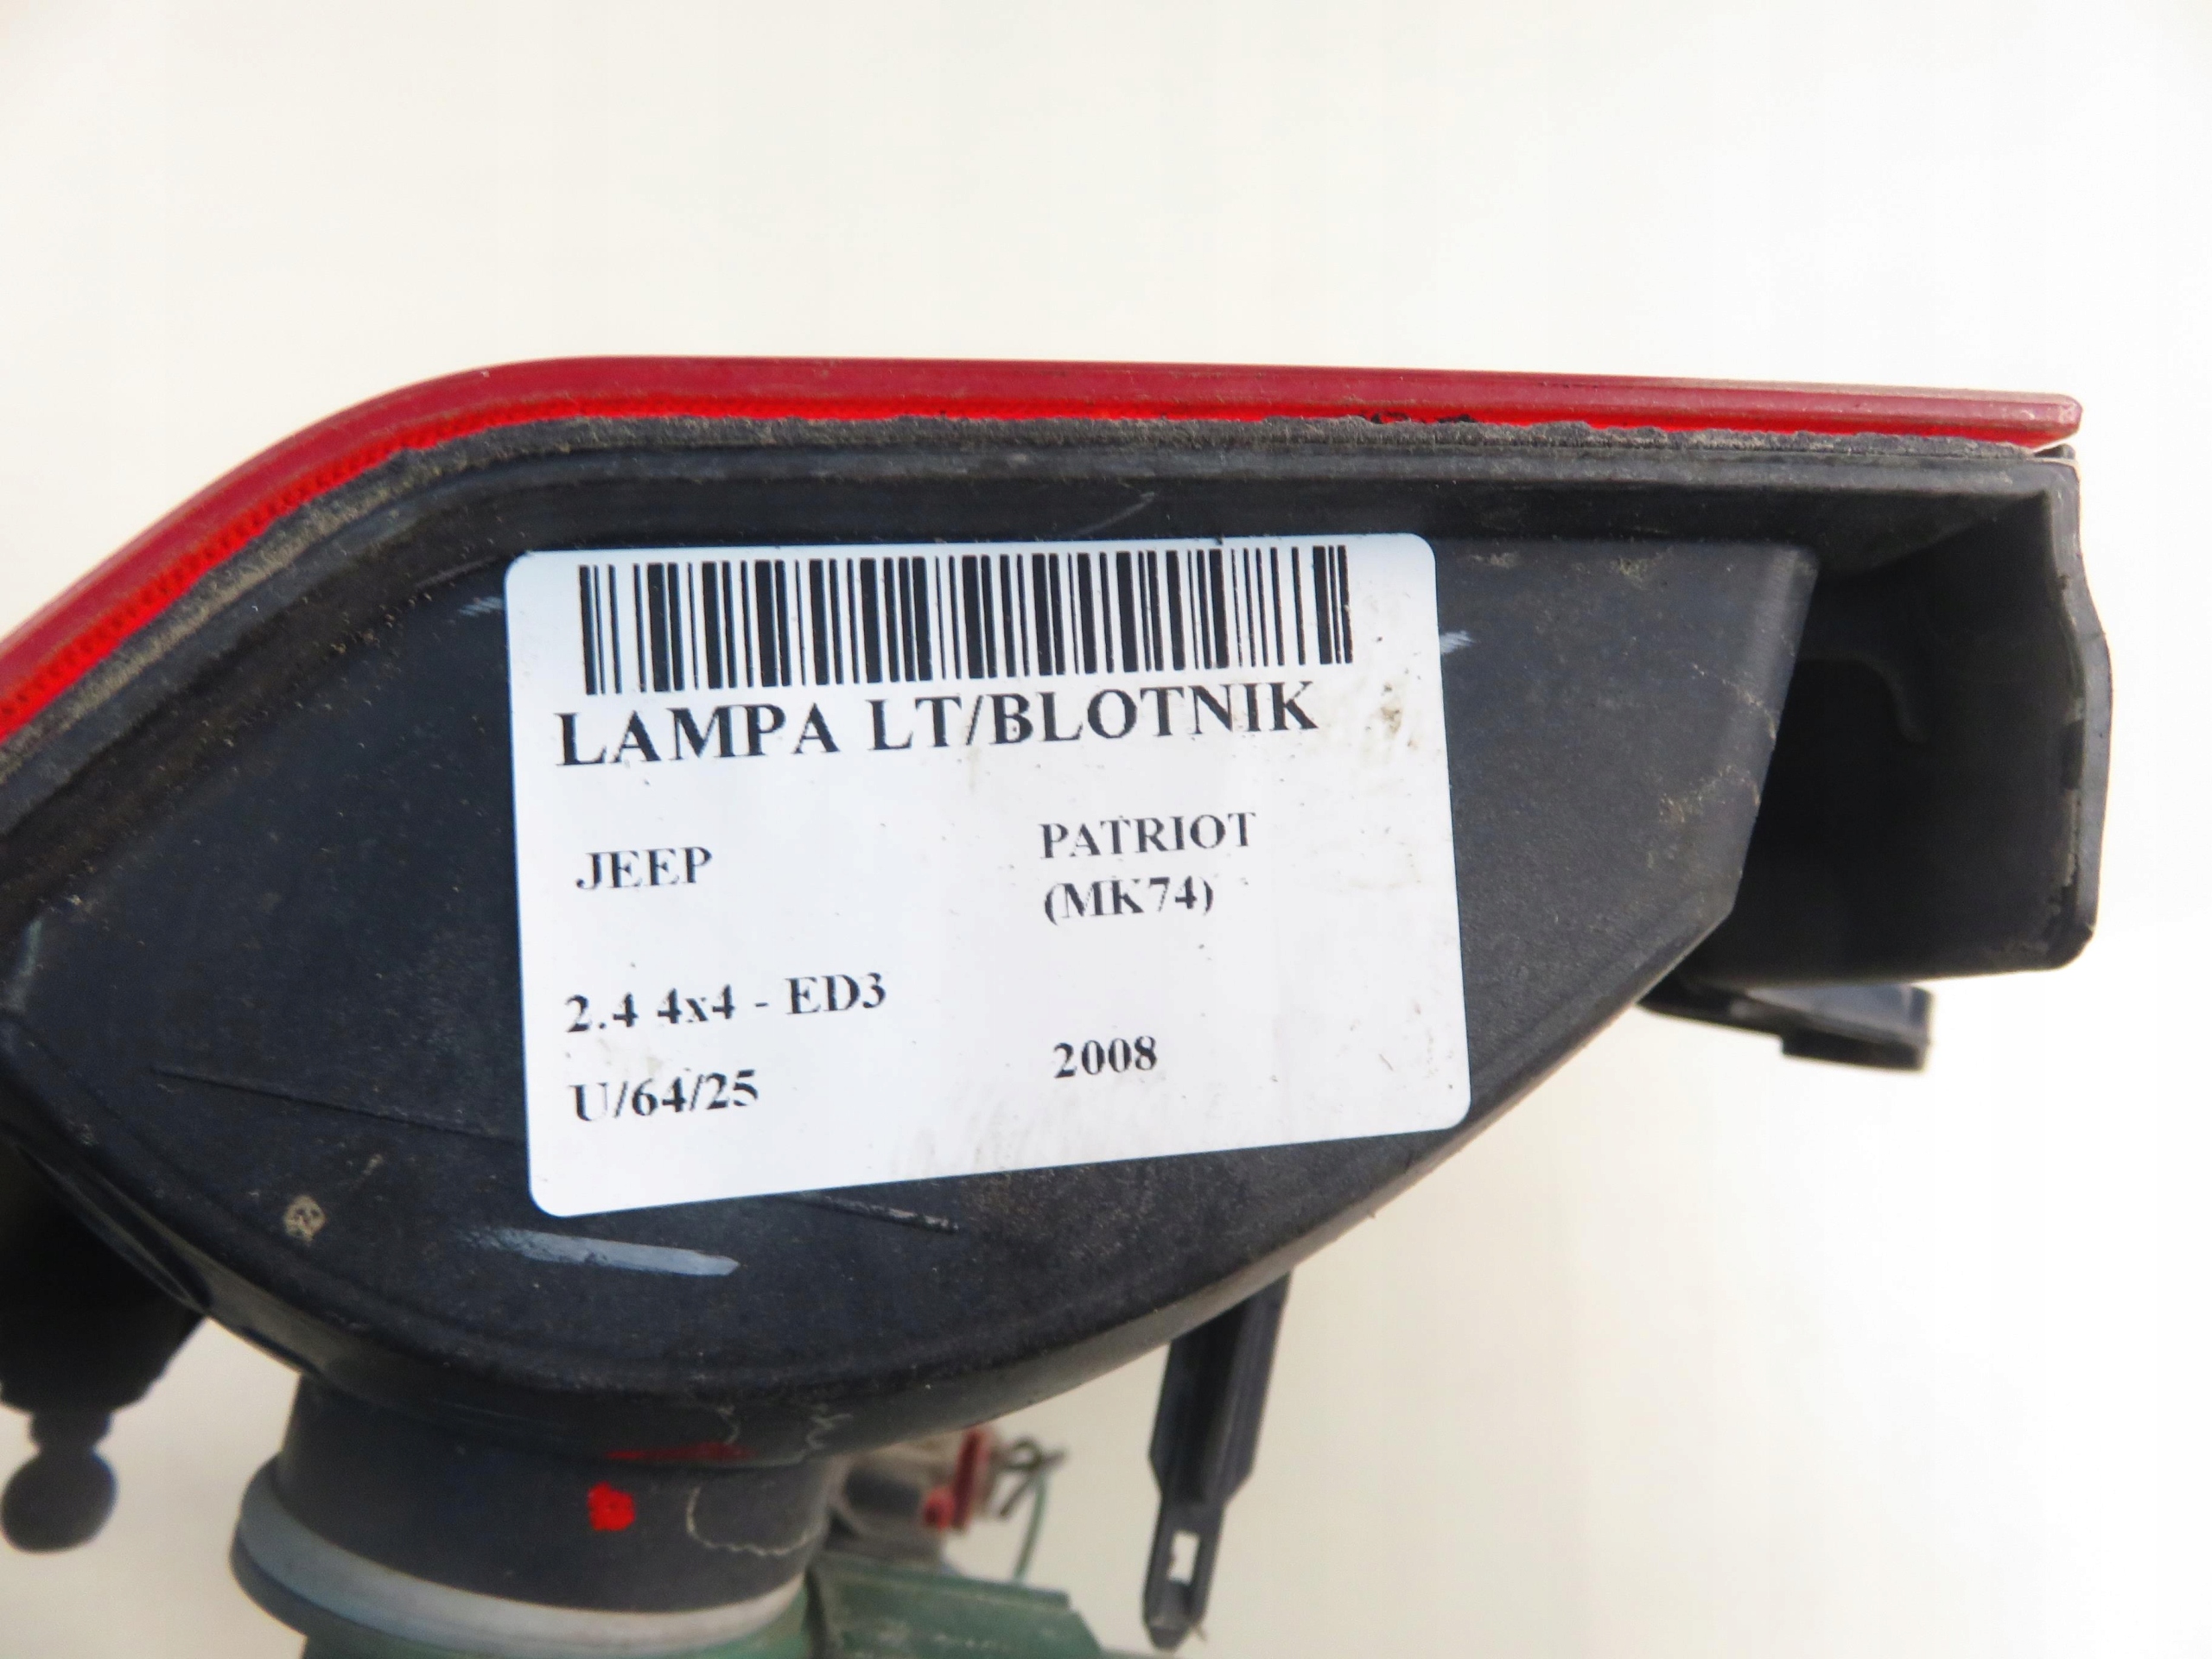 LAMPA LT/BLOTNIK
JEEP
PATRIOT
(MK74)
2.4 4x4 - ED3
2008
U/64/25